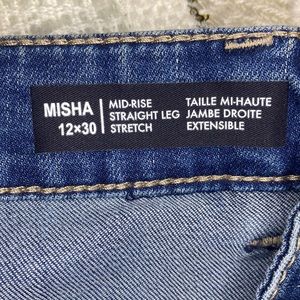 MISHA
12×30
MID-RISE
STRAIGHT LEG
STRETCH
TAILLE MI-HAUTE
JAMBE DROITE
EXTENSIBLE